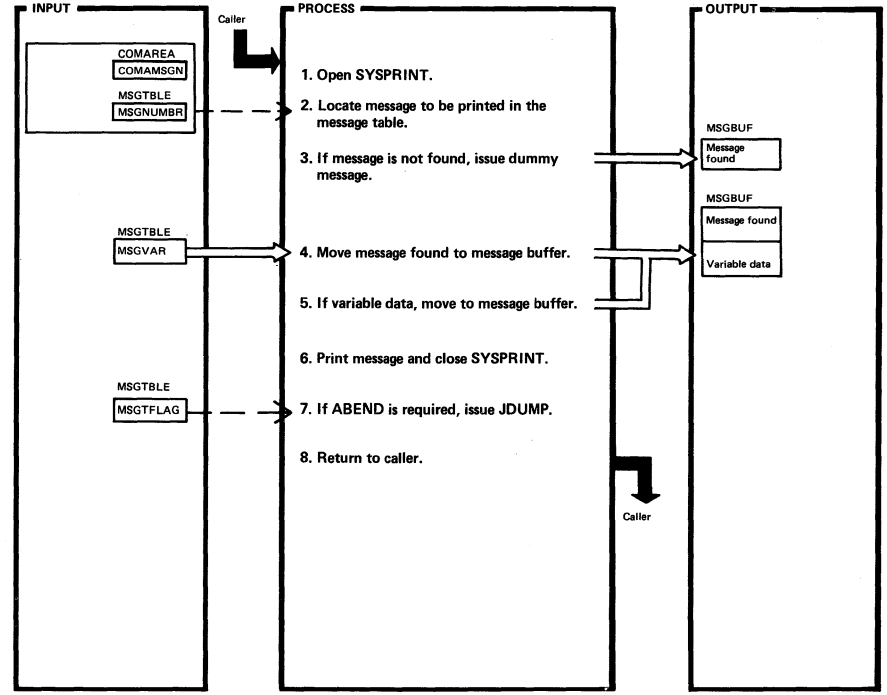 INPUT
COMAREA
COMAMSGN
MSGTBLE
MSGNUMBR
MSGTBLE
MSGVAR
MSGTBLE
MSGTFLAG
Caller
PROCESS
1. Open SYSPRINT.
2. Locate message to be printed in the
message table.
3. If message is not found, issue dummy
message.
4. Move message found to message buffer.
5. If variable data, move to message buffer.
6. Print message and close SYSPRINT.
7. If ABEND is required, issue JDUMP.
8. Return to caller.
Caller
OUTPUT
MSGBUF
Message
found
MSGBUF
Message found
Variable data